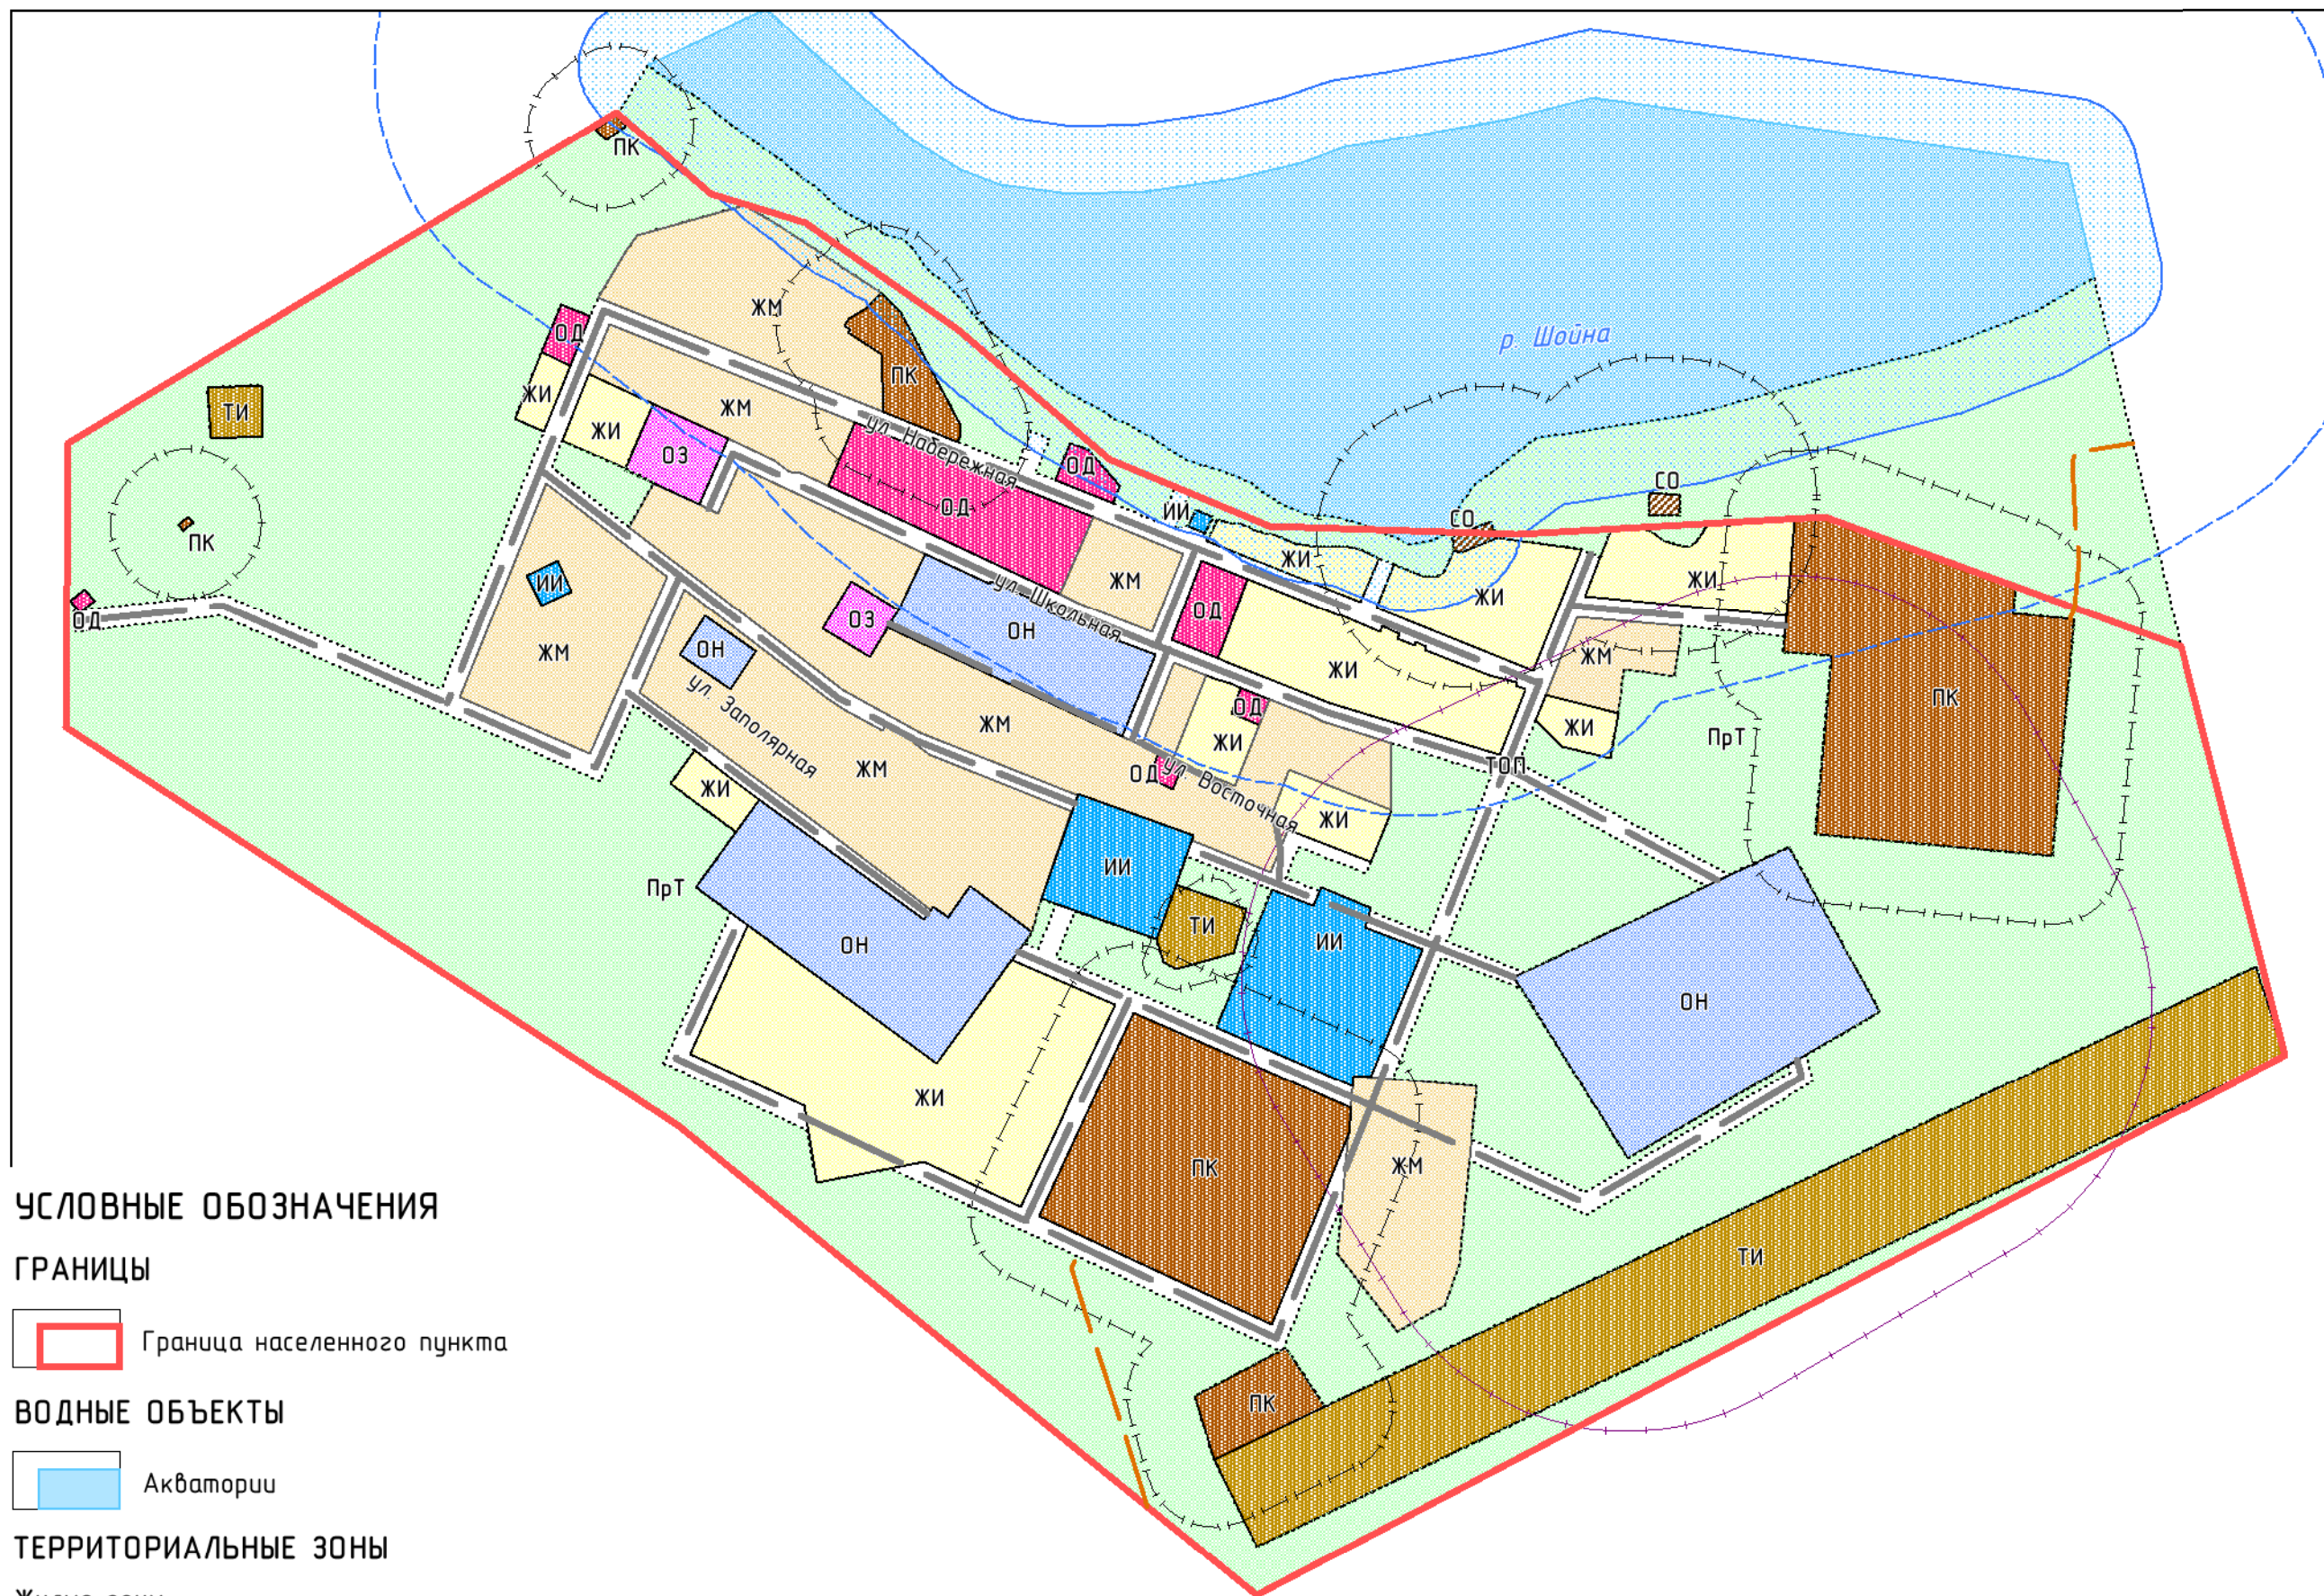 ПК
р. Шойна
ЖМ
ОД
ПК
ЖИ
ЖМ
ТИ
ЖИ
ОЗ
ул. Набережная
ОД
СО
ОД
ИИ
СО
ПК
ЖИ
ЖМ
ЖИ
ИИ
ул. Школьная
ЖИ
ОД
ОД
ОЗ
ОН
ЖМ
ОН
ЖИ
ЖМ
ул. Заполярная
ПК
ОД
ЖМ
ЖИ
ЖИ
ПрТ
ТОП
ЖМ
ОД
ул. Восточная
ЖИ
ЖИ
ИИ
ПрТ
ТИ
ИИ
ОН
ОН
ЖИ
ПК
ЖМ
ТИ
ПК
УСЛОВНЫЕ ОБОЗНАЧЕНИЯ
ГРАНИЦЫ
Граница населенного пункта
ВОДНЫЕ ОБЪЕКТЫ
Акватории
ТЕРРИТОРИАЛЬНЫЕ ЗОНЫ